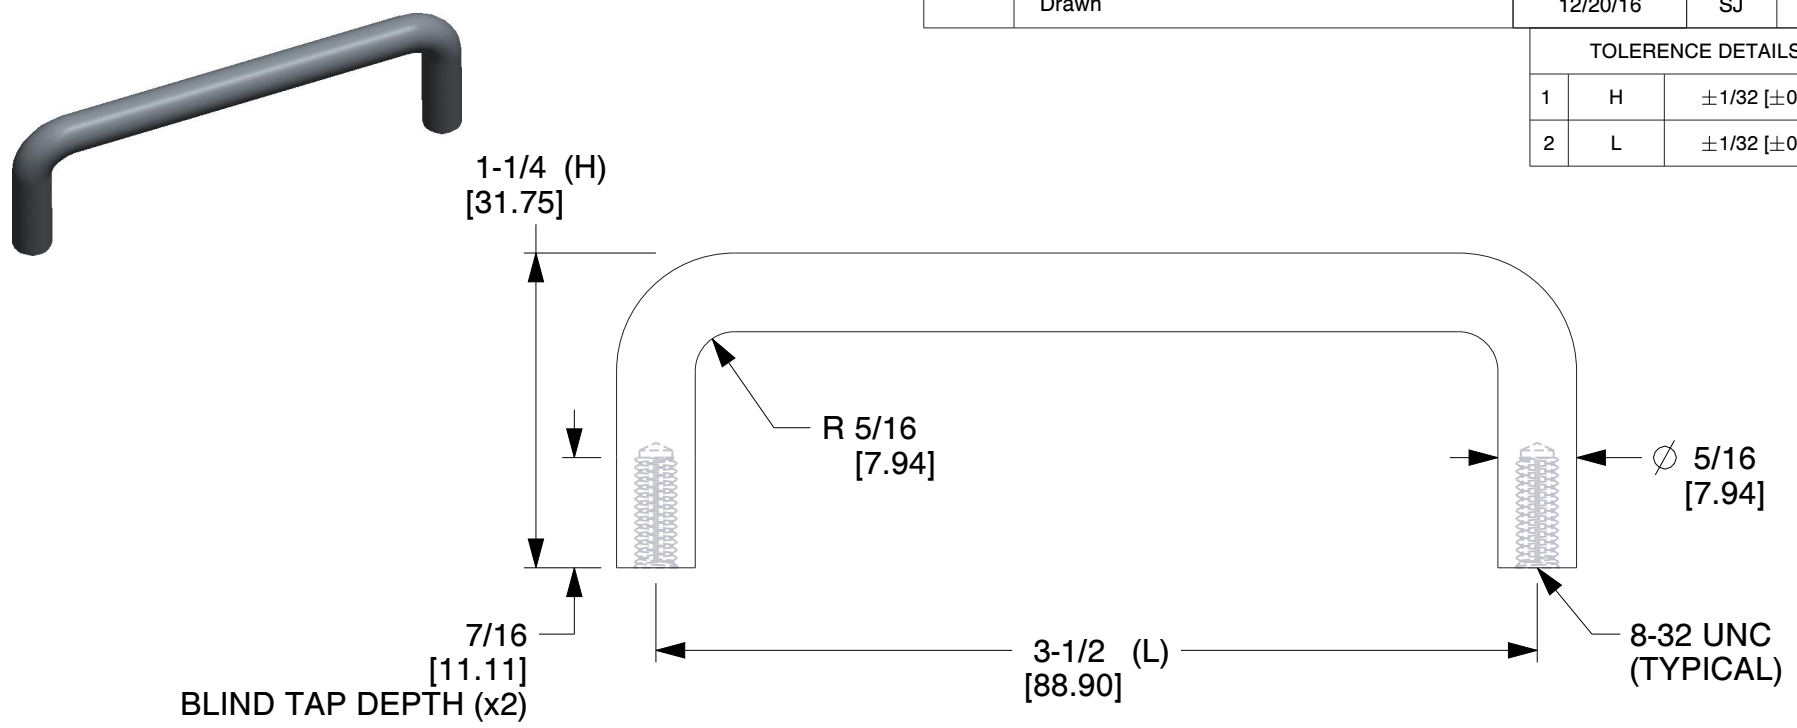 Drawn 12/20/16 SJ
TOLERENCE DETAILS
1 H ±1/32 [±0
2 L ±1/32 [±0
1-1/4 (H)
[31.75]
R 5/16
[7.94]
⌀ 5/16
[7.94]
7/16
[11.11]
BLIND TAP DEPTH (x2)
3-1/2 (L)
[88.90]
8-32 UNC
(TYPICAL)